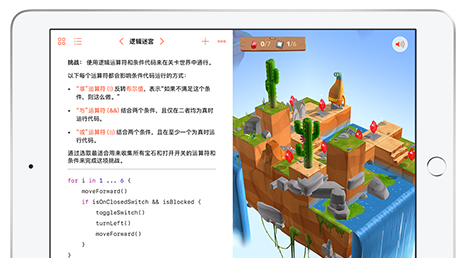 逻辑迷宫
0/7
1/6
挑战： 使用逻辑运算符和条件代码来在关卡世界中通行。
以下每个运算符都会影响条件代码运行的方式：
• “非”运算符 (!) 反转布尔值，表示“如果不满足这个条
件，则这么做。”
• “与”运算符 (&&) 结合两个条件，且仅在二者均为真时
运行代码。
• “或”运算符 (||) 结合两个条件，且在至少一个为真时运
行代码。
通过选取最适合用来收集所有宝石和打开开关的运算符和
条件来完成这项挑战。
for i in 1 ... 6 {
moveForward()
if isOnClosedSwitch && isBlocked {
toggleSwitch()
turnLeft()
moveForward()
}